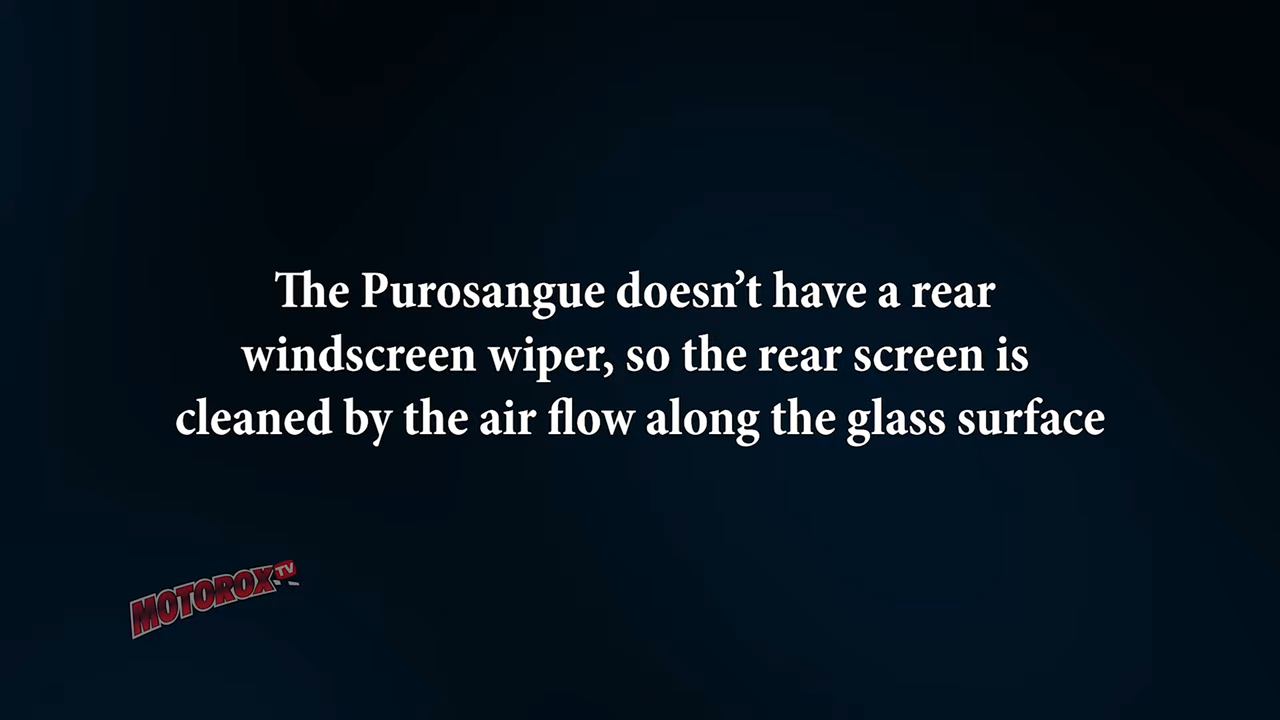 The Purosangue doesn’t have a rear
windscreen wiper, so the rear screen is
cleaned by the air flow along the glass surface
MOTOROX TV